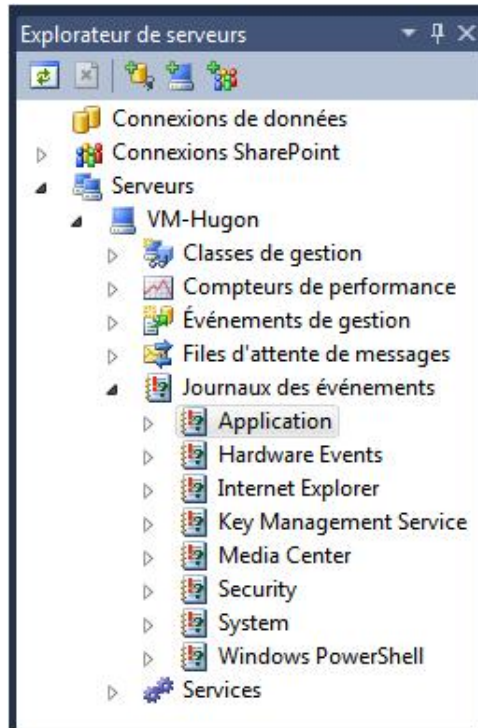 Explorateur de serveurs
Connexions de données
Connexions SharePoint
Serveurs
VM-Hugon
Classes de gestion
Compteurs de performance
Événements de gestion
Files d'attente de messages
Journaux des événements
Application
Hardware Events
Internet Explorer
Key Management Service
Media Center
Security
System
Windows PowerShell
Services